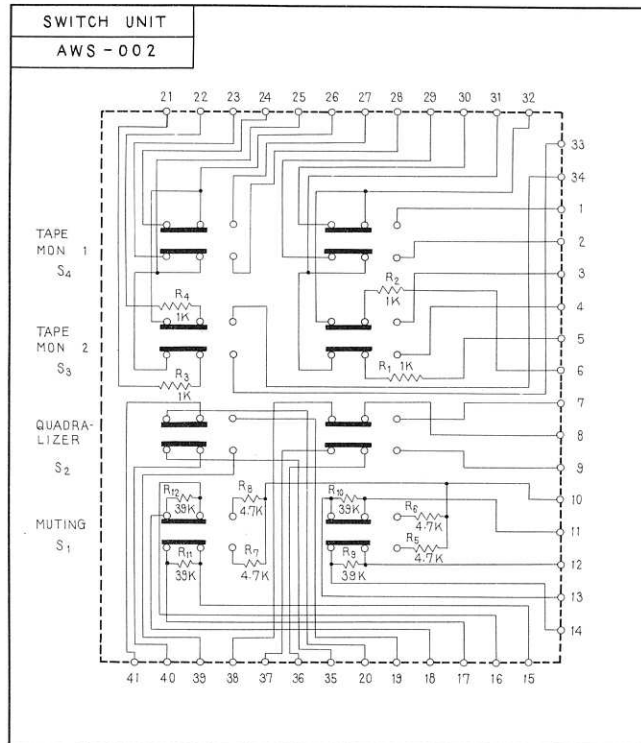 SWITCH UNIT
AWS-002
21 22 23 24 25 26 27 28 29 30 31 32
33
34
1
TAPE
MON 1
S4
2
3
R4
1K
R2
1K
4
TAPE
MON 2
S3
5
R1 1K
6
R3
1K
7
QUADRA-
LIZER
S2
8
9
10
R12
39K
R8
4.7K
R10
39K
R6
4.7K
MUTING
S1
11
R11
39K
R7
4.7K
R9
39K
R5
4.7K
12
13
14
41 40 39 38 37 36 35 20 19 18 17 16 15